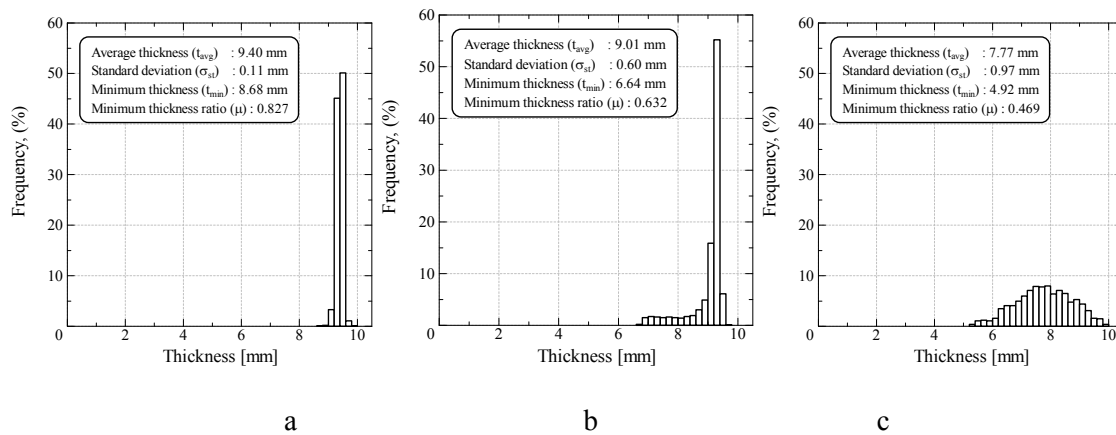 60
50
40
30
20
10
0
2
4
6
8
10
Frequency, (%)
Thickness [mm]
Average thickness (tavg) : 9.40 mm
Standard deviation (σst) : 0.11 mm
Minimum thickness (tmin) : 8.68 mm
Minimum thickness ratio (μ) : 0.827
a
60
50
40
30
20
10
0
2
4
6
8
10
Frequency, (%)
Thickness [mm]
Average thickness (tavg) : 9.01 mm
Standard deviation (σst) : 0.60 mm
Minimum thickness (tmin) : 6.64 mm
Minimum thickness ratio (μ) : 0.632
b
60
50
40
30
20
10
0
2
4
6
8
10
Frequency, (%)
Thickness [mm]
Average thickness (tavg) : 7.77 mm
Standard deviation (σst) : 0.97 mm
Minimum thickness (tmin) : 4.92 mm
Minimum thickness ratio (μ) : 0.469
c